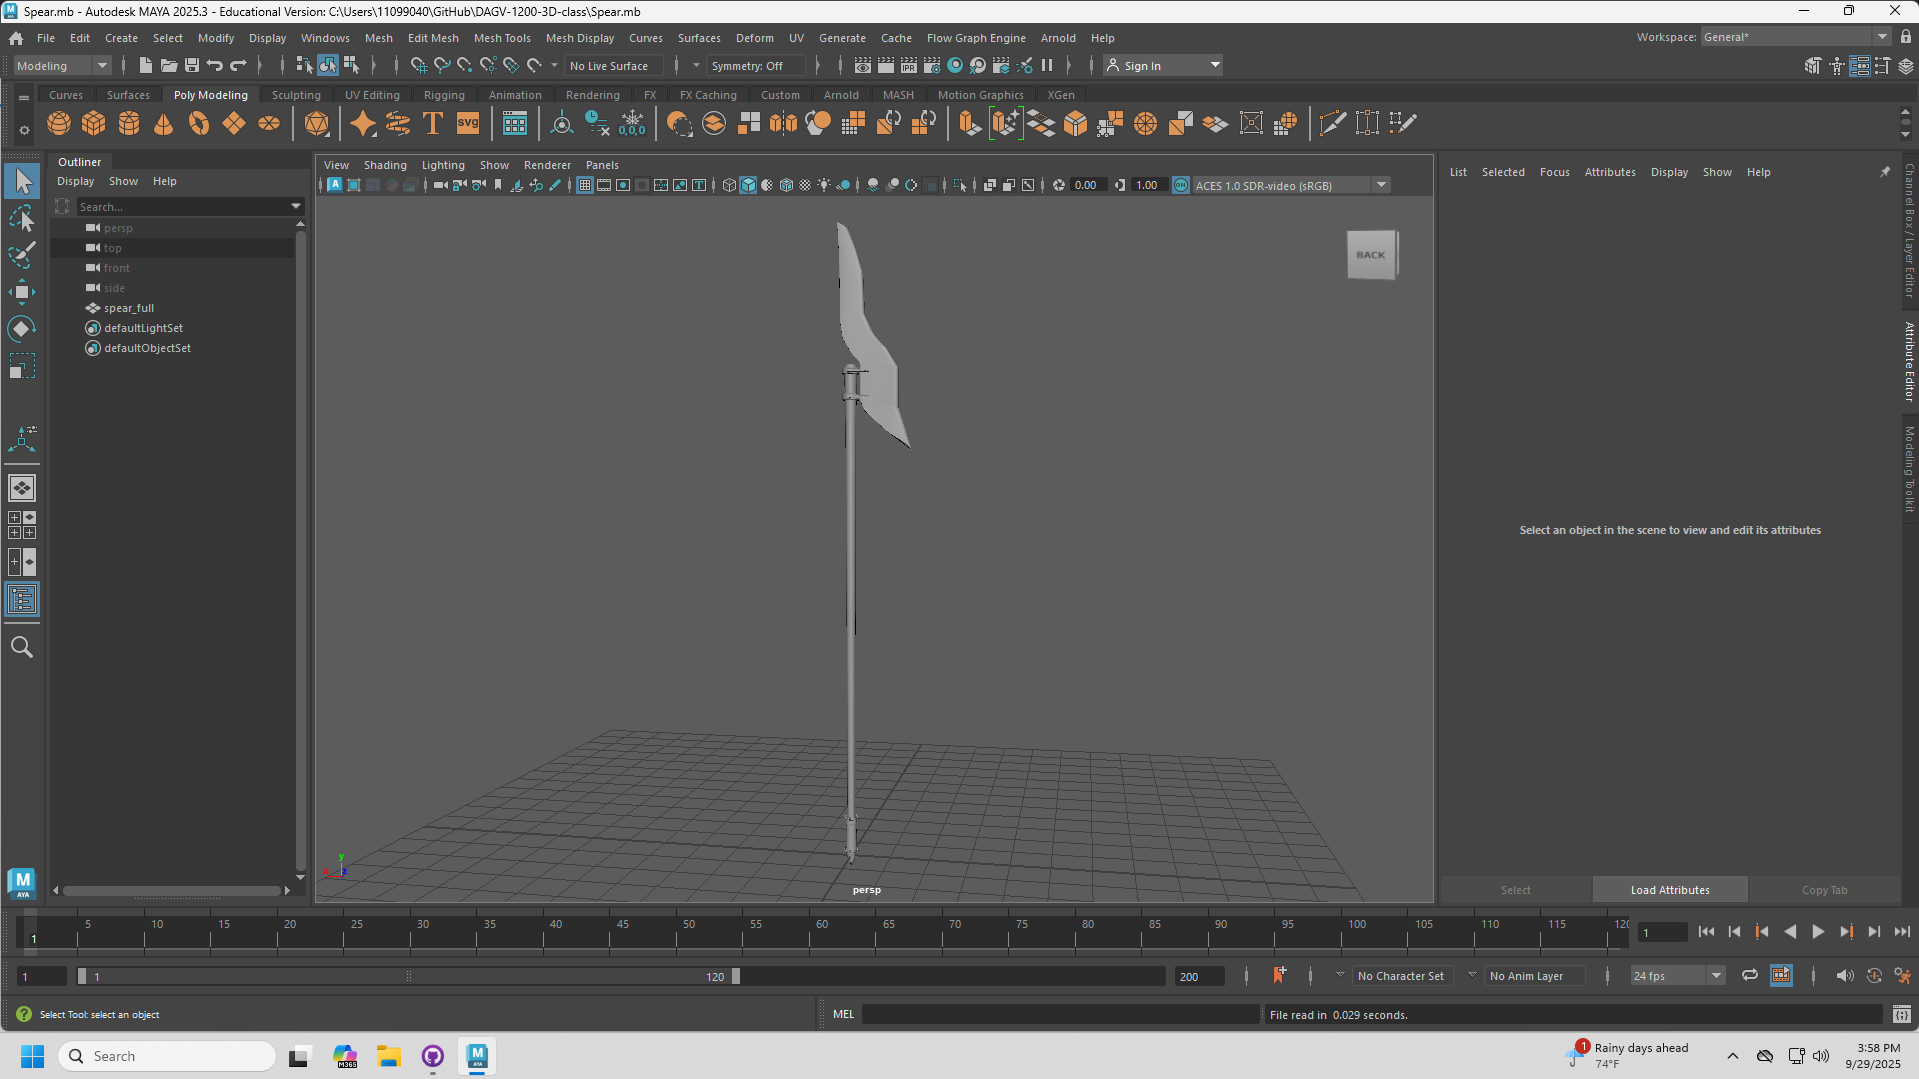 Spear.mb - Autodesk MAYA 2025.3 - Educational Version: C:\Users\11099040\GitHub\DAGV-1200-3D-class\Spear.mb
File Edit Create Select Modify Display Windows Mesh Edit Mesh Mesh Tools Mesh Display Curves Surfaces Deform UV Generate Cache Flow Graph Engine Arnold Help
Workspace: General*
Modeling
No Live Surface
Symmetry: Off
Sign In
Curves Surfaces Poly Modeling Sculpting UV Editing Rigging Animation Rendering FX FX Caching Custom Arnold MASH Motion Graphics XGen
SVG
0,0,0
Outliner
Display Show Help
Search...
persp
top
front
side
spear_full
defaultLightSet
defaultObjectSet
View Shading Lighting Show Renderer Panels
0.00
1.00
ACES 1.0 SDR-video (sRGB)
BACK
persp
y
List Selected Focus Attributes Display Show Help
Select an object in the scene to view and edit its attributes
Select
Load Attributes
Copy Tab
Channel Box / Layer Editor
Attribute Editor
Modeling Toolkit
M
AYA
5 10 15 20 25 30 35 40 45 50 55 60 65 70 75 80 85 90 95 100 105 110 115 120
1
1
1
1
120
200
No Character Set
No Anim Layer
24 fps
Select Tool: select an object
MEL
File read in 0.029 seconds.
Search
M365
M
AYA
1
Rainy days ahead
74°F
3:58 PM
9/29/2025